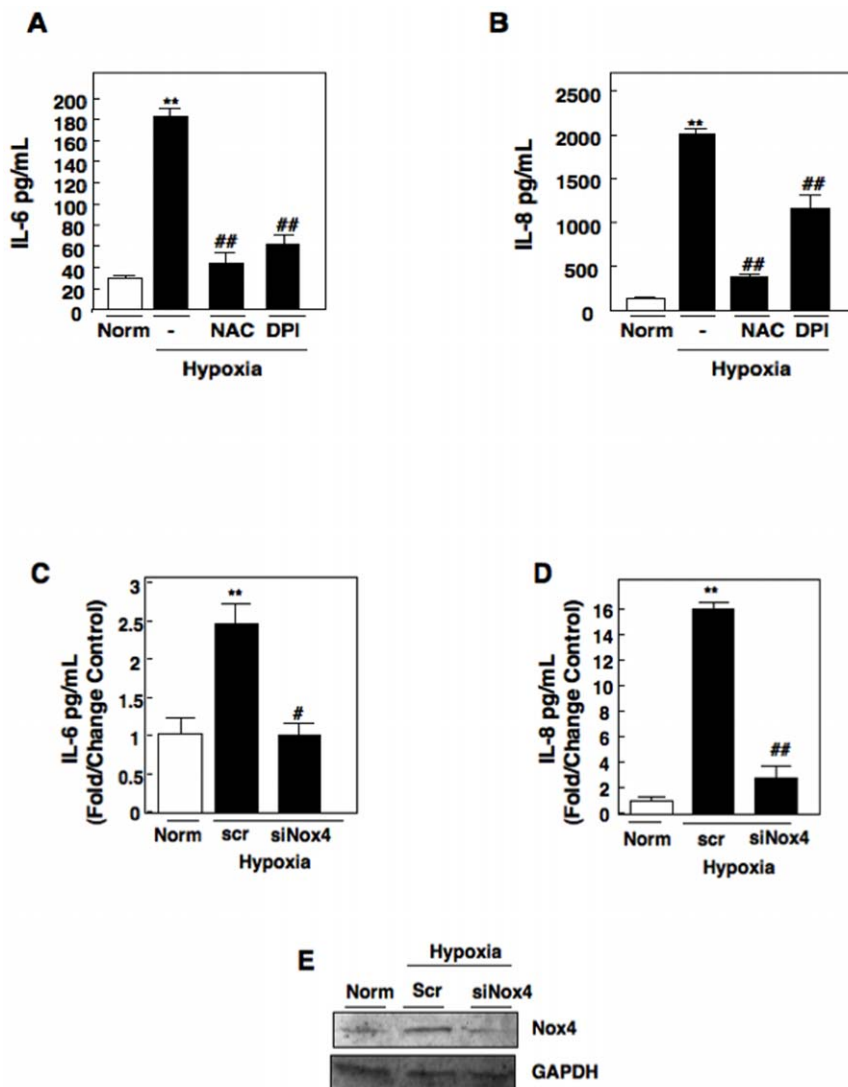 A
IL-6 pg/mL
200
180
160
140
120
100
80
60
40
20
0
**
##
##
Norm - NAC DPI
Hypoxia
B
IL-8 pg/mL
2500
2000
1500
1000
500
0
**
##
##
Norm - NAC DPI
Hypoxia
C
IL-6 pg/mL
(Fold/Change Control)
3
2.5
2
1.5
1
0.5
0
**
#
Norm scr siNox4
Hypoxia
D
IL-8 pg/mL
(Fold/Change Control)
16
14
12
10
8
6
4
2
0
**
##
Norm scr siNox4
Hypoxia
E
Hypoxia
Norm Scr siNox4
Nox4
GAPDH